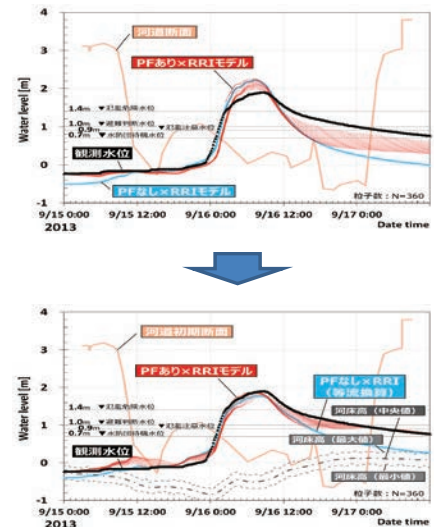 4
河道断面
3
PFあり×RRIモデル
2
1.4m ▼氾濫危険水位
1.0m ▼避難判断水位
0.9m ▼氾濫注意水位
0.7m ▼水防団待機水位
1
観測水位
0
PFなし×RRIモデル
粒子数：N=360
-1
Water level [m]
9/15 0:00 9/15 12:00 9/16 0:00 9/16 12:00 9/17 0:00
2013
Date time
4
河道初期断面
3
PFあり×RRIモデル
PFなし×RRI
（等流換算）
2
河床高（中央値）
1.4m ▼氾濫危険水位
1.0m ▼避難判断水位
0.9m ▼氾濫注意水位
0.7m ▼水防団待機水位
1
観測水位
河床高（最大値）
0
河床高（最小値）
粒子数：N=360
-1
Water level [m]
9/15 0:00 9/15 12:00 9/16 0:00 9/16 12:00 9/17 0:00
2013
Date time